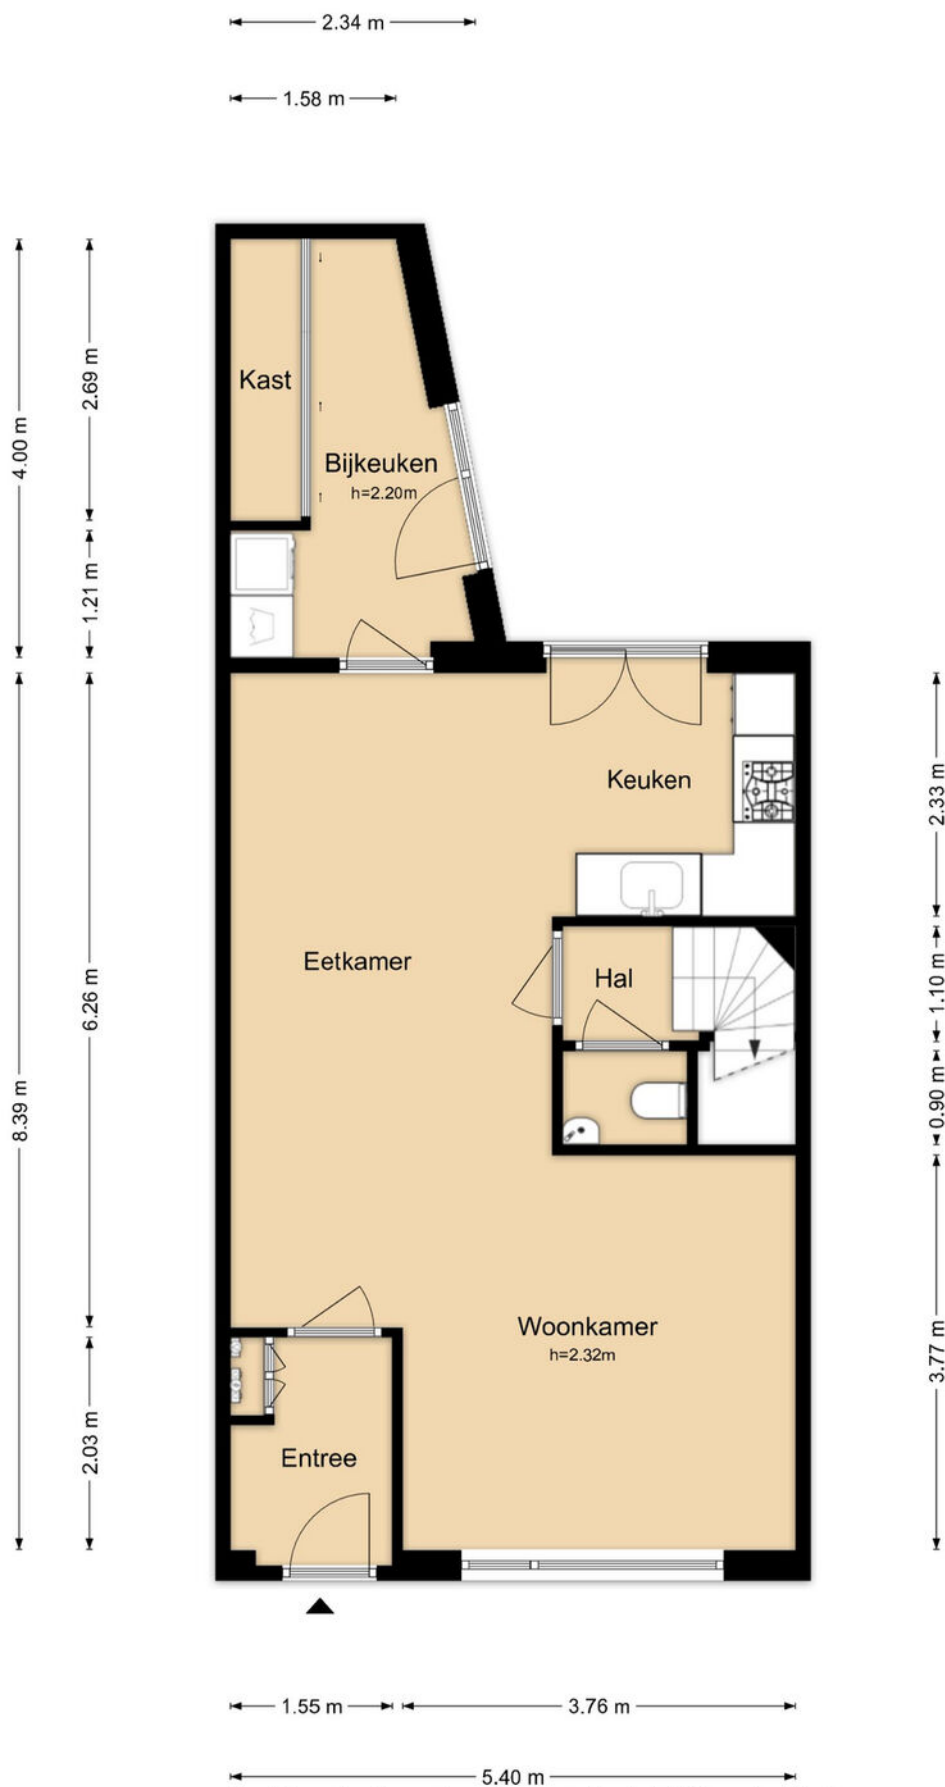 2.34 m
1.58 m
4.00 m
2.69 m
1.21 m
Kast
Bijkeuken
h=2.20m
8.39 m
6.26 m
2.03 m
Keuken
2.33 m
Eetkamer
Hal
1.10 m
0.90 m
Woonkamer
h=2.32m
3.77 m
Entree
1.55 m
3.76 m
5.40 m